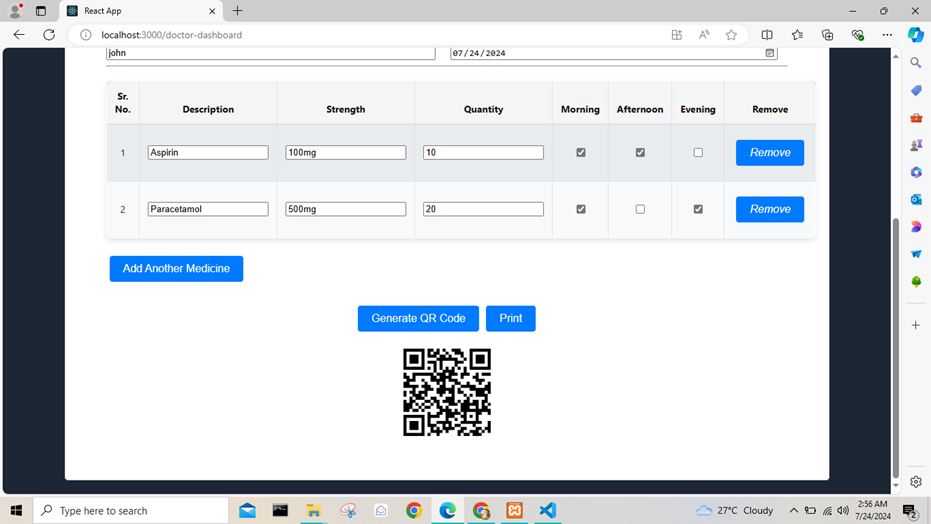 React App
localhost:3000/doctor-dashboard
john 07/24/2024
Sr. No. Description Strength Quantity Morning Afternoon Evening Remove
1 Aspirin 100mg 10 Remove
2 Paracetamol 500mg 20 Remove
Add Another Medicine
Generate QR Code Print
Type here to search
27°C Cloudy
2:56 AM
7/24/2024
2